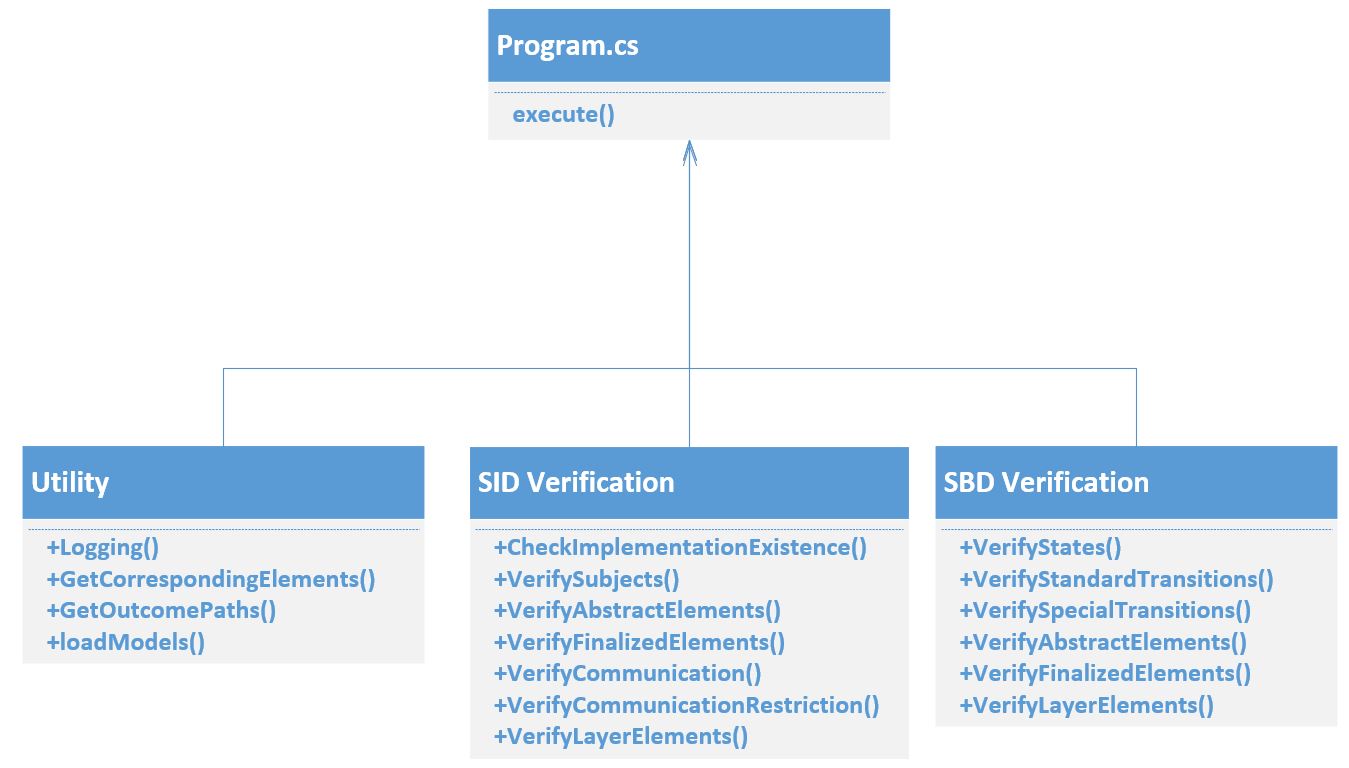 Program.cs
execute()
Utility
+Logging()
+GetCorrespondingElements()
+GetOutcomePaths()
+loadModels()
SID Verification
+CheckImplementationExistence()
+VerifySubjects()
+VerifyAbstractElements()
+VerifyFinalizedElements()
+VerifyCommunication()
+VerifyCommunicationRestriction()
+VerifyLayerElements()
SBD Verification
+VerifyStates()
+VerifyStandardTransitions()
+VerifySpecialTransitions()
+VerifyAbstractElements()
+VerifyFinalizedElements()
+VerifyLayerElements()